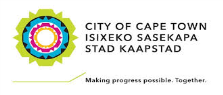 CITY OF CAPE TOWN
ISIXEKO SASEKAPA
STAD KAAPSTAD
Making progress possible. Together.